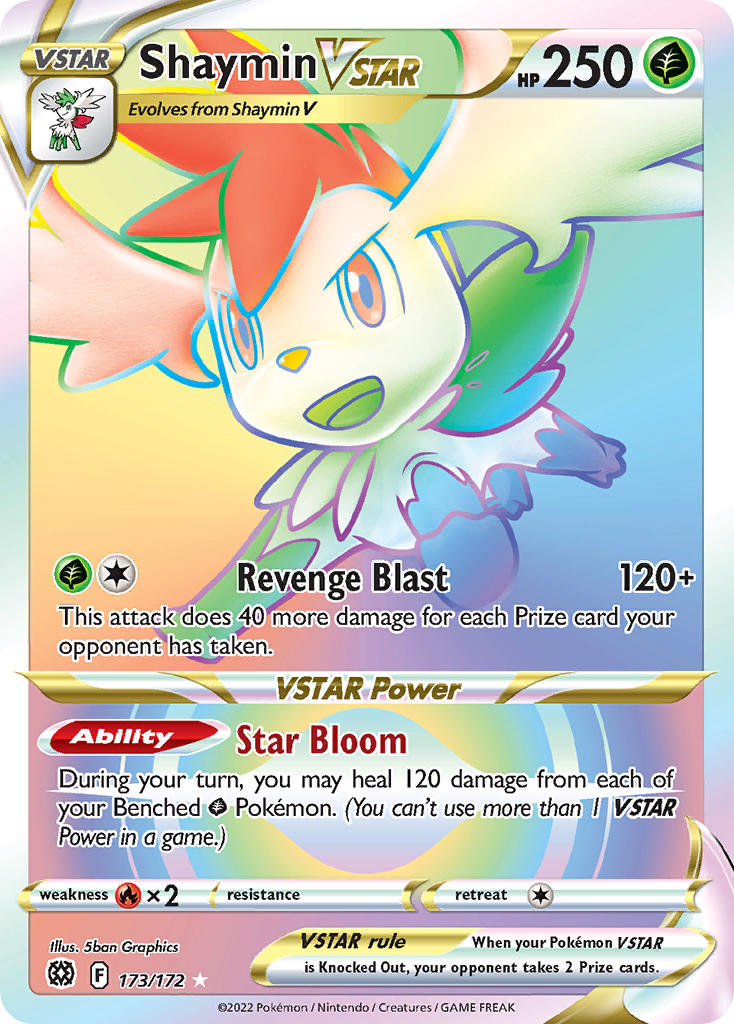 VSTAR
Shaymin VSTAR
HP 250
Evolves from Shaymin V
Revenge Blast 120+
This attack does 40 more damage for each Prize card your
opponent has taken.
VSTAR Power
Ability Star Bloom
During your turn, you may heal 120 damage from each of
your Benched Pokémon. (You can't use more than 1 VSTAR
Power in a game.)
weakness ×2 resistance retreat
Illus. 5ban Graphics
VSTAR rule When your Pokémon VSTAR
is Knocked Out, your opponent takes 2 Prize cards.
F 173/172
©2022 Pokémon / Nintendo / Creatures / GAME FREAK